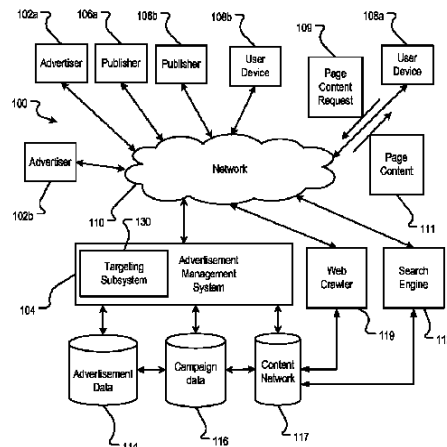 102a
106a
106b
108b
109
108a
Advertiser
Publisher
Publisher
User
Device
Page
Content
Request
User
Device
100
Advertiser
Network
Page
Content
102b
110
130
111
104
Targeting
Subsystem
Advertisement
Management
System
Web
Crawler
Search
Engine
119
Advertisement
Data
Campaign
data
Content
Network
116
117